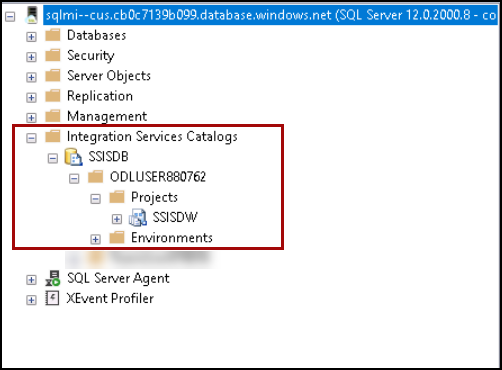 sqlmi--cus.cb0c7139b099.database.windows.net (SQL Server 12.0.2000.8 - co
Databases
Security
Server Objects
Replication
Management
Integration Services Catalogs
SSISDB
ODLUSER880762
Projects
SSISDW
Environments
SQL Server Agent
XEvent Profiler